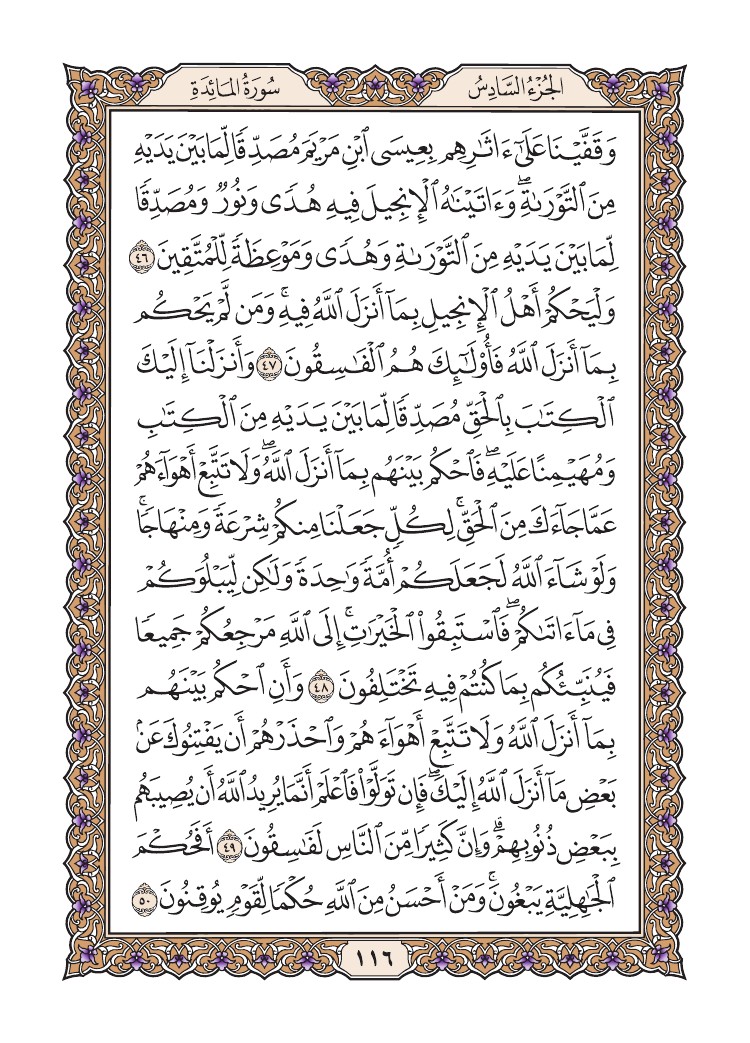 الجُزْءُ السَّادِسُ
سُورَةُ المَائِدَةِ
وَقَفَّيْنَا عَلَىٰٓ ءَاثَٰرِهِم بِعِيسَى ٱبْنِ مَرْيَمَ مُصَدِّقًا لِّمَا بَيْنَ يَدَيْهِ
مِنَ ٱلتَّوْرَىٰةِۖ وَءَاتَيْنَٰهُ ٱلْإِنجِيلَ فِيهِ هُدًى وَنُورٌ وَمُصَدِّقًا
لِّمَا بَيْنَ يَدَيْهِ مِنَ ٱلتَّوْرَىٰةِ وَهُدًى وَمَوْعِظَةً لِّلْمُتَّقِينَ ٤٦
وَلْيَحْكُمْ أَهْلُ ٱلْإِنجِيلِ بِمَآ أَنزَلَ ٱللَّهُ فِيهِۚ وَمَن لَّمْ يَحْكُم
بِمَآ أَنزَلَ ٱللَّهُ فَأُو۟لَٰٓئِكَ هُمُ ٱلْفَٰسِقُونَ ٤٧ وَأَنزَلْنَآ إِلَيْكَ
ٱلْكِتَٰبَ بِٱلْحَقِّ مُصَدِّقًا لِّمَا بَيْنَ يَدَيْهِ مِنَ ٱلْكِتَٰبِ
وَمُهَيْمِنًا عَلَيْهِۖ فَٱحْكُم بَيْنَهُم بِمَآ أَنزَلَ ٱللَّهُۖ وَلَا تَتَّبِعْ أَهْوَآءَهُمْ
عَمَّا جَآءَكَ مِنَ ٱلْحَقِّۚ لِكُلٍّ جَعَلْنَا مِنكُمْ شِرْعَةً وَمِنْهَاجًاۚ
وَلَوْ شَآءَ ٱللَّهُ لَجَعَلَكُمْ أُمَّةً وَٰحِدَةً وَلَٰكِن لِّيَبْلُوَكُمْ
فِى مَآ ءَاتَىٰكُمْۖ فَٱسْتَبِقُوا۟ ٱلْخَيْرَٰتِۚ إِلَى ٱللَّهِ مَرْجِعُكُمْ جَمِيعًا
فَيُنَبِّئُكُم بِمَا كُنتُمْ فِيهِ تَخْتَلِفُونَ ٤٨ وَأَنِ ٱحْكُم بَيْنَهُم
بِمَآ أَنزَلَ ٱللَّهُ وَلَا تَتَّبِعْ أَهْوَآءَهُمْ وَٱحْذَرْهُمْ أَن يَفْتِنُوكَ عَنۢ
بَعْضِ مَآ أَنزَلَ ٱللَّهُ إِلَيْكَۖ فَإِن تَوَلَّوْا۟ فَٱعْلَمْ أَنَّمَا يُرِيدُ ٱللَّهُ أَن يُصِيبَهُم
بِبَعْضِ ذُنُوبِهِمْۗ وَإِنَّ كَثِيرًا مِّنَ ٱلنَّاسِ لَفَٰسِقُونَ ٤٩ أَفَحُكْمَ
ٱلْجَٰهِلِيَّةِ يَبْغُونَۚ وَمَنْ أَحْسَنُ مِنَ ٱللَّهِ حُكْمًا لِّقَوْمٍ يُوقِنُونَ ٥٠
١١٦